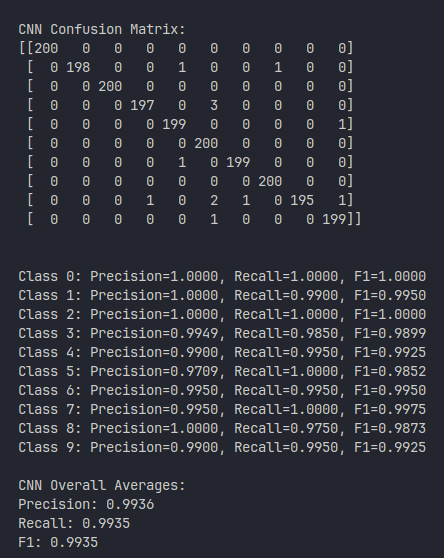 CNN Confusion Matrix:
[[200   0   0   0   0   0   0   0   0   0]
 [  0 198   0   0   1   0   0   1   0   0]
 [  0   0 200   0   0   0   0   0   0   0]
 [  0   0   0 197   0   3   0   0   0   0]
 [  0   0   0   0 199   0   0   0   0   1]
 [  0   0   0   0   0 200   0   0   0   0]
 [  0   0   0   0   1   0 199   0   0   0]
 [  0   0   0   0   0   0   0 200   0   0]
 [  0   0   0   1   0   2   1   0 195   1]
 [  0   0   0   0   0   1   0   0   0 199]]
Class 0: Precision=1.0000, Recall=1.0000, F1=1.0000
Class 1: Precision=1.0000, Recall=0.9900, F1=0.9950
Class 2: Precision=1.0000, Recall=1.0000, F1=1.0000
Class 3: Precision=0.9949, Recall=0.9850, F1=0.9899
Class 4: Precision=0.9900, Recall=0.9950, F1=0.9925
Class 5: Precision=0.9709, Recall=1.0000, F1=0.9852
Class 6: Precision=0.9950, Recall=0.9950, F1=0.9950
Class 7: Precision=0.9950, Recall=1.0000, F1=0.9975
Class 8: Precision=1.0000, Recall=0.9750, F1=0.9873
Class 9: Precision=0.9900, Recall=0.9950, F1=0.9925
CNN Overall Averages:
Precision: 0.9936
Recall: 0.9935
F1: 0.9935